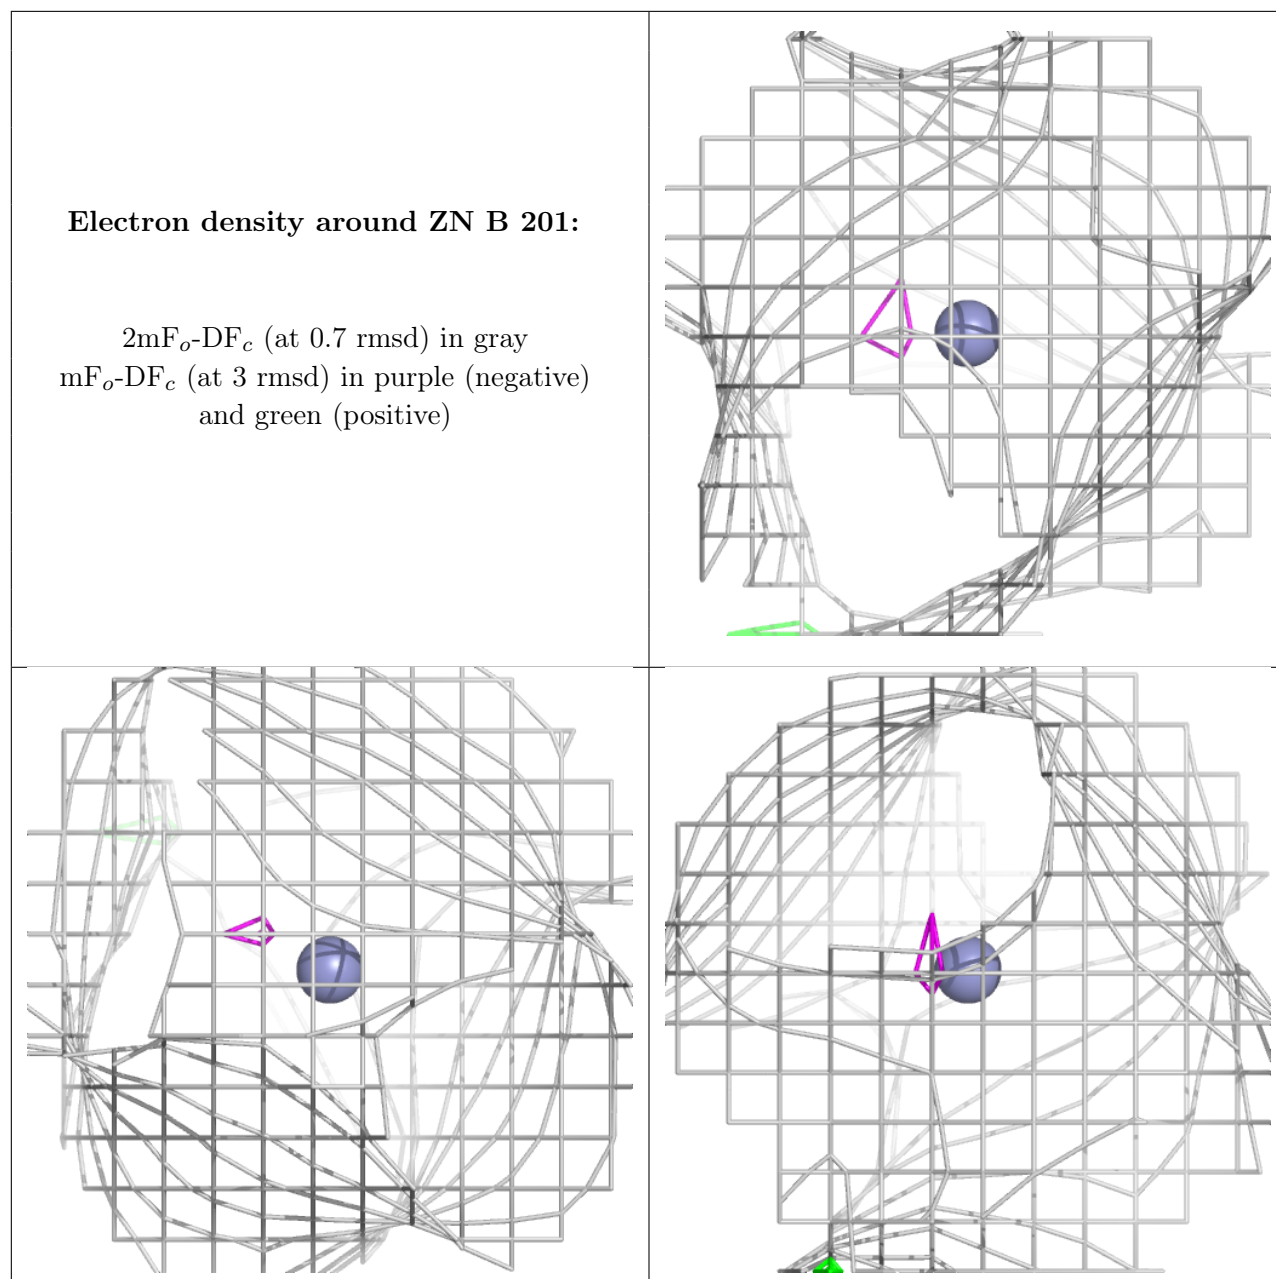 Electron density around ZN B 201:
2mFo-DFc (at 0.7 rmsd) in gray
mFo-DFc (at 3 rmsd) in purple (negative)
and green (positive)